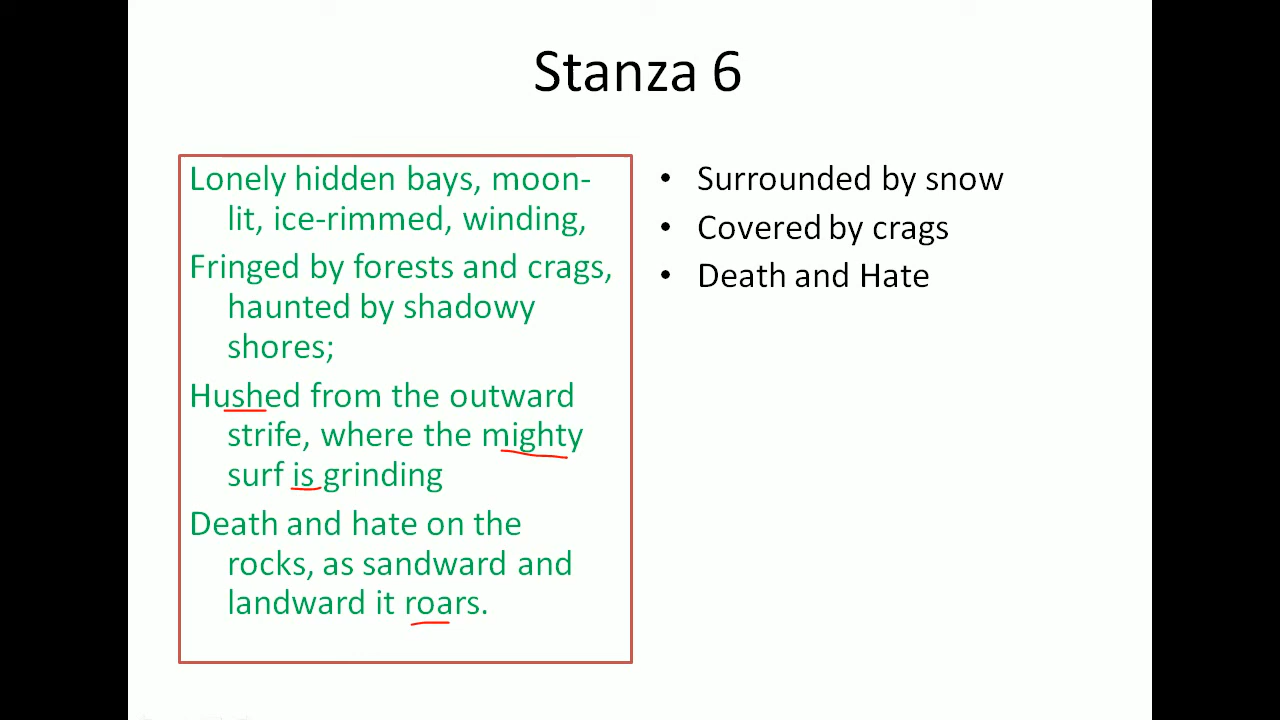 Stanza 6
Lonely hidden bays, moon-
lit, ice-rimmed, winding,
Fringed by forests and crags,
haunted by shadowy
shores;
Hushed from the outward
strife, where the mighty
surf is grinding
Death and hate on the
rocks, as sandward and
landward it roars.
• Surrounded by snow
• Covered by crags
• Death and Hate